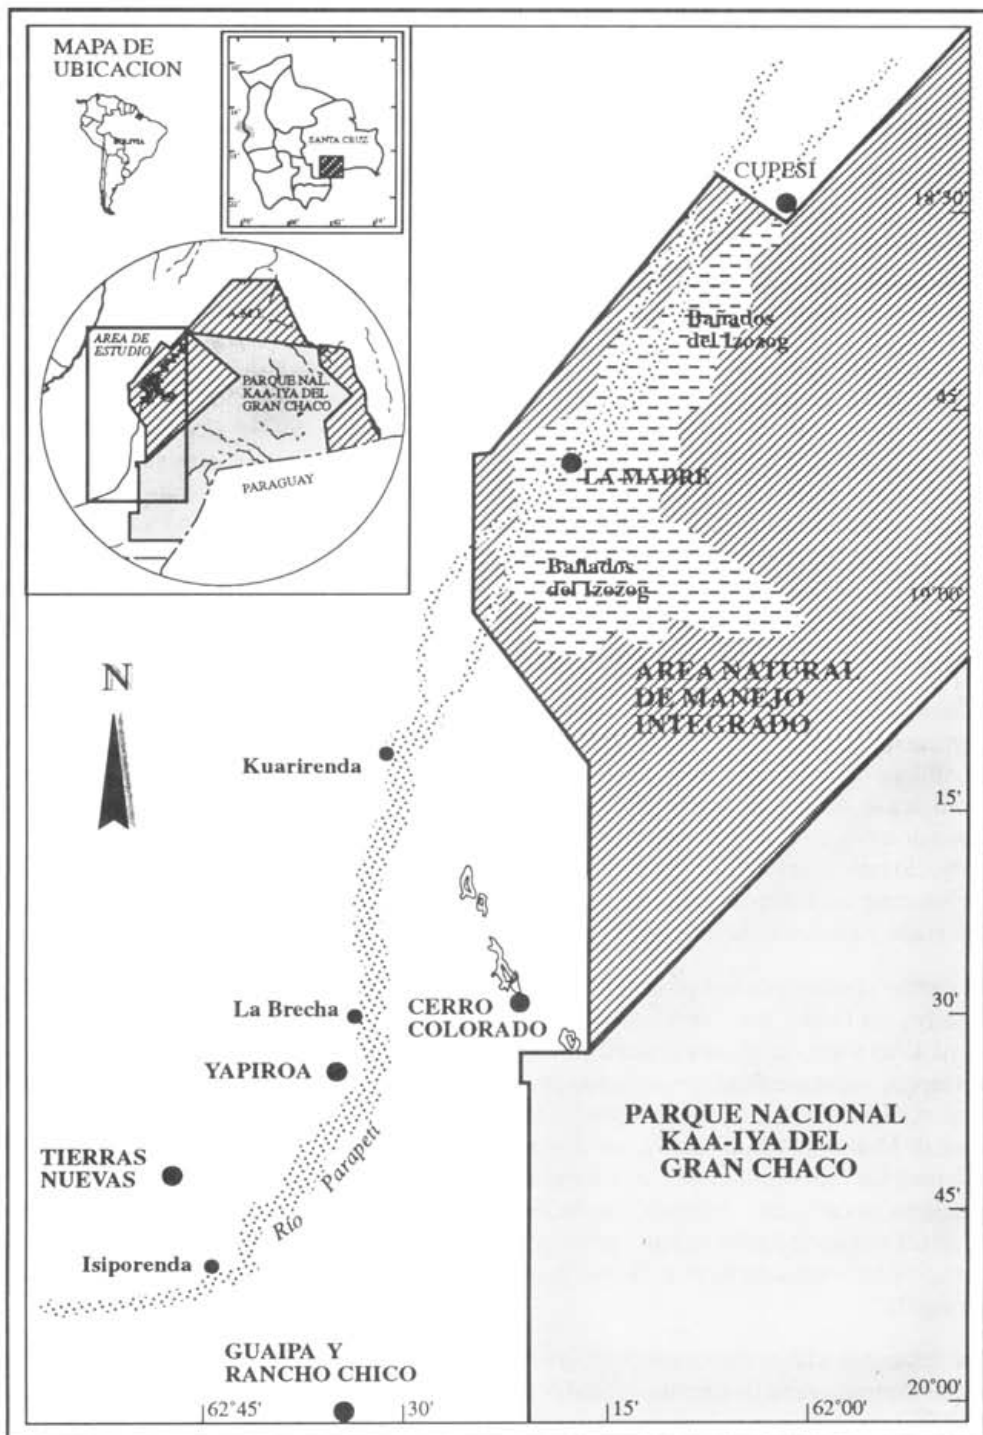 MAPA DE
UBICACION
BOLIVIA
SANTA CRUZ
AREA DE
ESTUDIO
A.M.I.
PARQUE NAL.
KAA-IYA DEL
GRAN CHACO
PARAGUAY
CUPESÍ
18°30'
Bañados
del Izozog
45'
LA MADRE
Bañados
del Izozog
19°00'
N
AREA NATURAL
DE MANEJO
INTEGRADO
Kuarirenda
15'
La Brecha
CERRO
COLORADO
30'
YAPIROA
PARQUE NACIONAL
KAA-IYA DEL
GRAN CHACO
TIERRAS
NUEVAS
Río Parapetí
45'
Isiporenda
GUAIPA Y
RANCHO CHICO
20°00'
62°45'
30'
15'
62°00'